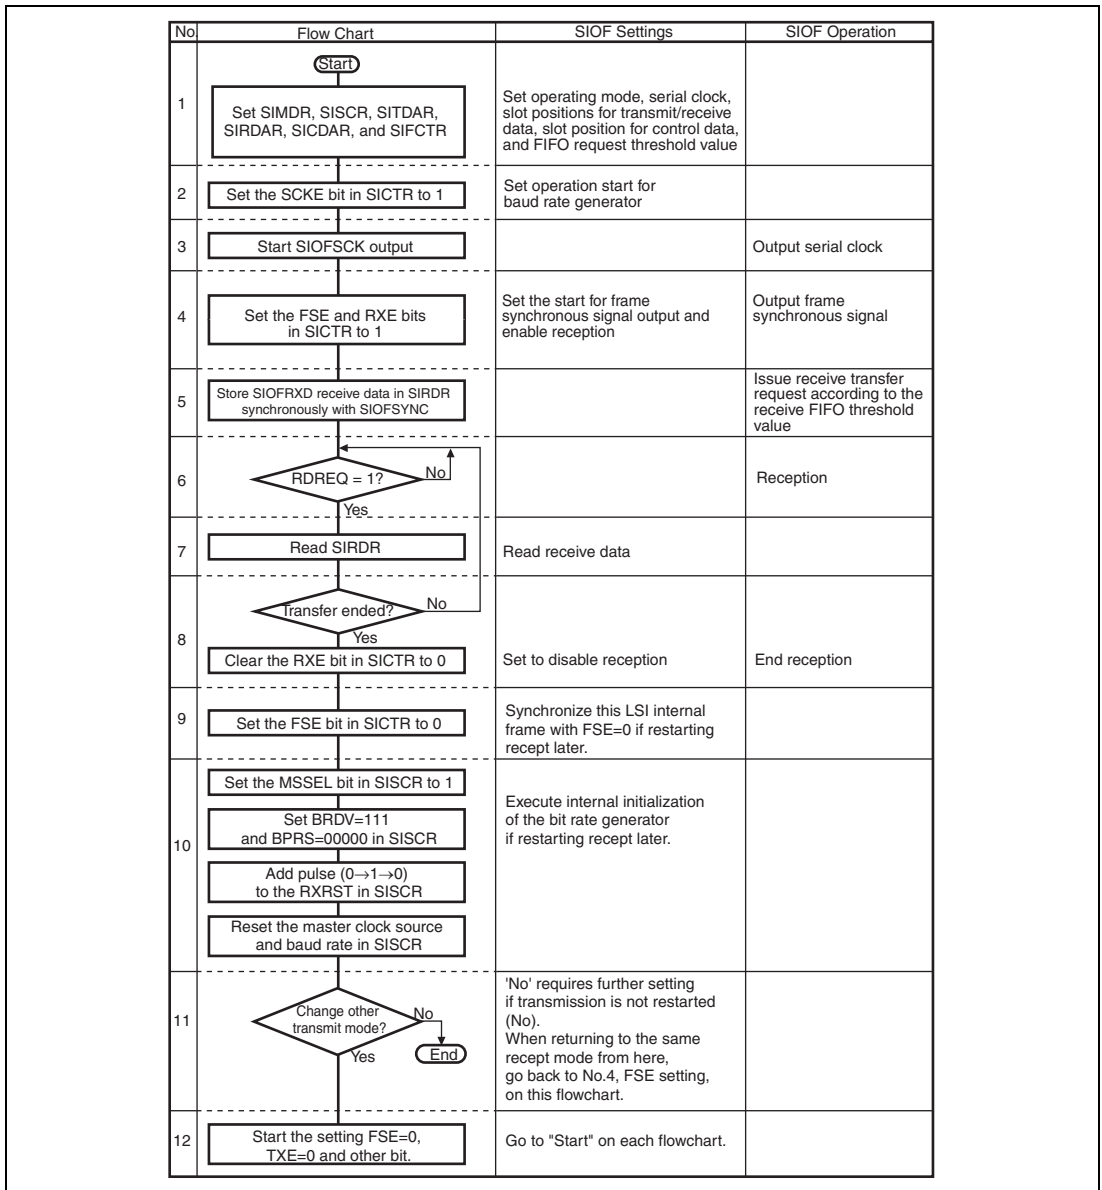 No. Flow Chart SIOF Settings SIOF Operation
Start
1
Set SIMDR, SISCR, SITDAR,
SIRDAR, SICDAR, and SIFCTR
Set operating mode, serial clock,
slot positions for transmit/receive
data, slot position for control data,
and FIFO request threshold value
2
Set the SCKE bit in SICTR to 1
Set operation start for
baud rate generator
3
Start SIOFSCK output
Output serial clock
4
Set the FSE and RXE bits
in SICTR to 1
Set the start for frame
synchronous signal output and
enable reception
Output frame
synchronous signal
5
Store SIOFRXD receive data in SIRDR
synchronously with SIOFSYNC
Issue receive transfer
request according to the
receive FIFO threshold
value
6
RDREQ = 1?
No
Yes
Reception
7
Read SIRDR
Read receive data
8
Transfer ended?
No
Yes
Clear the RXE bit in SICTR to 0
Set to disable reception
End reception
9
Set the FSE bit in SICTR to 0
Synchronize this LSI internal
frame with FSE=0 if restarting
recept later.
10
Set the MSSEL bit in SISCR to 1
Set BRDV=111
and BPRS=00000 in SISCR
Add pulse (0→1→0)
to the RXRST in SISCR
Reset the master clock source
and baud rate in SISCR
Execute internal initialization
of the bit rate generator
if restarting recept later.
11
Change other
transmit mode?
No
End
Yes
'No' requires further setting
if transmission is not restarted
(No).
When returning to the same
recept mode from here,
go back to No.4, FSE setting,
on this flowchart.
12
Start the setting FSE=0,
TXE=0 and other bit.
Go to "Start" on each flowchart.